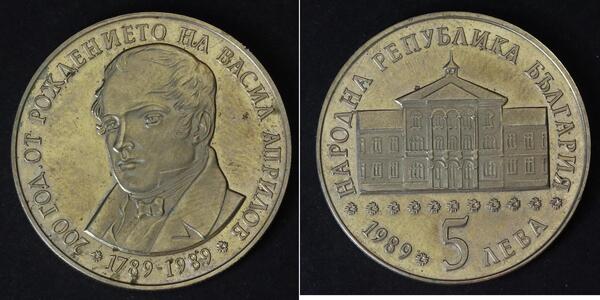 200 ГОД. ОТ РОЖДЕНИЕТО НА ВАСИЛ АПРИЛОВ
1789-1989
НАРОДНА РЕПУБЛИКА БЪЛГАРИЯ
1989 5 ЛЕВА